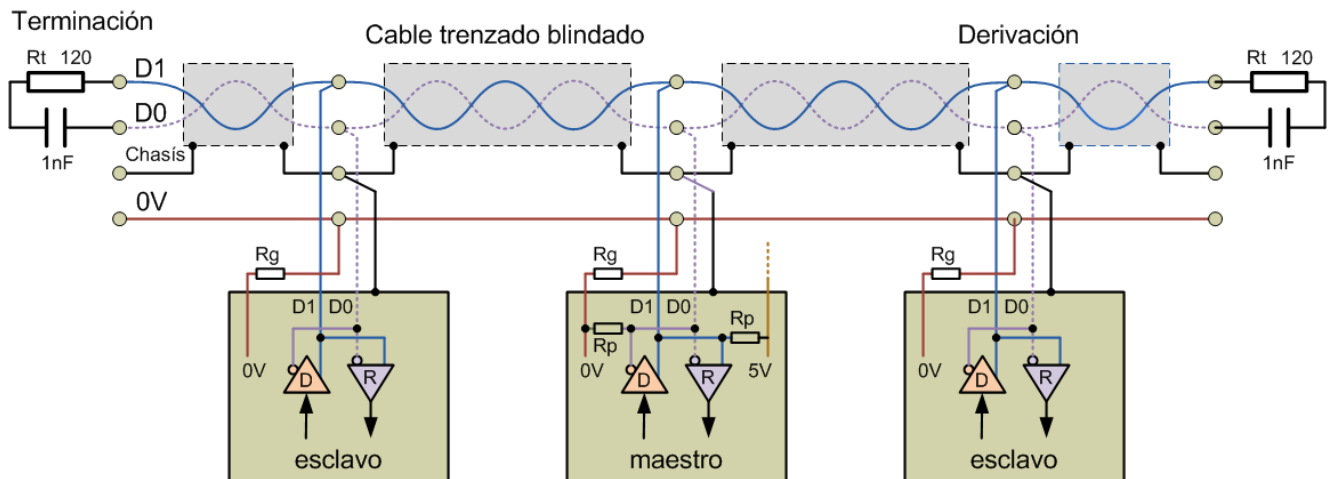 Terminación
Cable trenzado blindado
Derivación
Rt 120
D1
Rt 120
D0
1nF
Chasís
1nF
0V
Rg
Rg
Rg
D1 D0
D1 D0
D1 D0
Rp
Rp
0V
D
R
0V
D
R
5V
0V
D
R
esclavo
maestro
esclavo